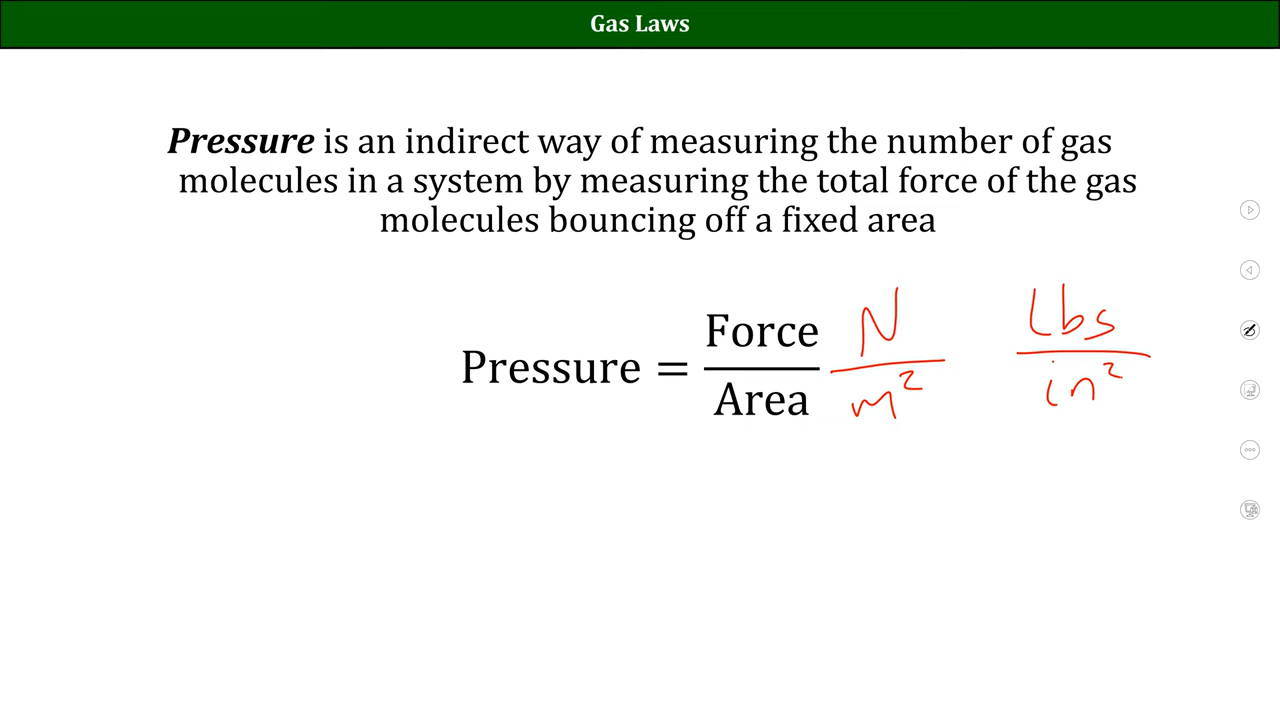 Gas Laws
Pressure is an indirect way of measuring the number of gas
molecules in a system by measuring the total force of the gas
molecules bouncing off a fixed area
Pressure = Force/Area N/m² Lbs/in²